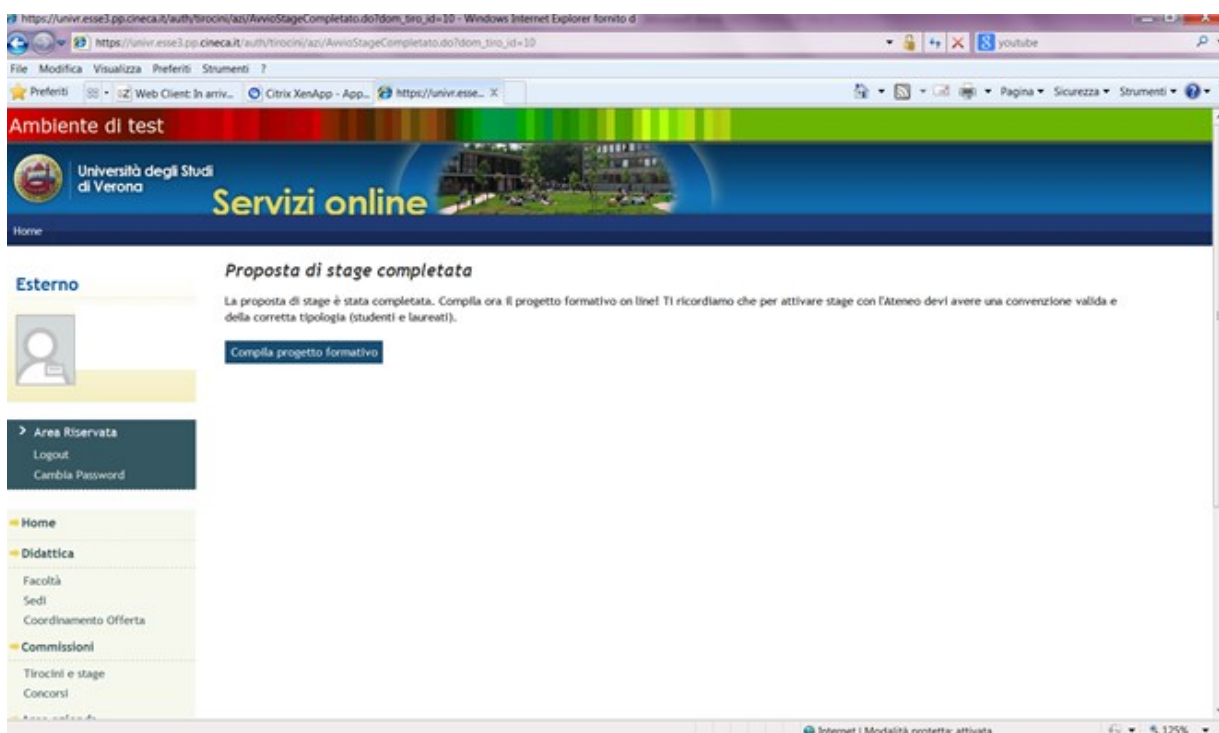 https://univr.esse3.pp.cineca.it/auth/tirocini/azi/AvvioStageCompletato.do?dom_tiro_id=10 - Windows Internet Explorer fornito d
https://univr.esse3.pp.cineca.it/auth/tirocini/azi/AvvioStageCompletato.do?dom_tiro_id=10
youtube
File Modifica Visualizza Preferiti Strumenti ?
Preferiti Web Client: In arriv... Citrix XenApp - App... https://univr.esse... Pagina Sicurezza Strumenti
Ambiente di test
Università degli Studi
di Verona
Servizi online
Home
Esterno
Proposta di stage completata
La proposta di stage è stata completata. Compila ora il progetto formativo on line! Ti ricordiamo che per attivare stage con l'Ateneo devi avere una convenzione valida e
della corretta tipologia (studenti e laureati).
Compila progetto formativo
Area Riservata
Logout
Cambia Password
Home
Didattica
Facoltà
Sedi
Coordinamento Offerta
Commissioni
Tirocini e stage
Concorsi
Internet | Modalità protetta: attivata 125%